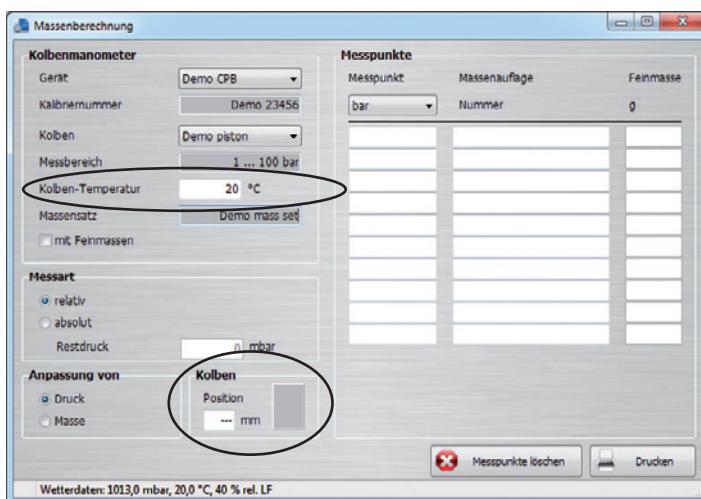 Massenberechnung
Kolbenmanometer
Gerät Demo CPB
Kalibriernummer Demo 23456
Kolben Demo piston
Messbereich 1 ... 100 bar
Kolben-Temperatur 20 °C
Massensatz Demo mass set
mit Feinmassen
Messart
relativ
absolut
Restdruck 0 mbar
Anpassung von
Druck
Masse
Kolben
Position
--- mm
Messpunkte
Messpunkt Massenauflage Feinmasse
bar Nummer g
Messpunkte löschen Drucken
Wetterdaten: 1013,0 mbar, 20,0 °C, 40 % rel. LF